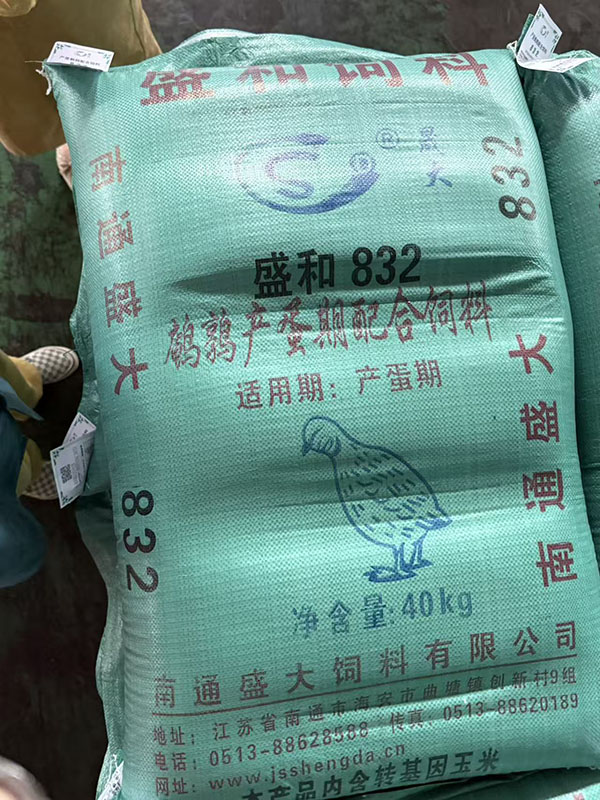 盛和饲料
S
®
晟大
832
南通盛大
盛和 832
鹌鹑产蛋期配合饲料
适用期：产蛋期
南通盛大
832
净含量:40kg
南通盛大饲料有限公司
地址：江苏省南通市海安市曲塘镇创新村9组
电话：0513-88628588 传真：0513-88620189
网址：www.jsshengda.cn
本产品内含转基因玉米